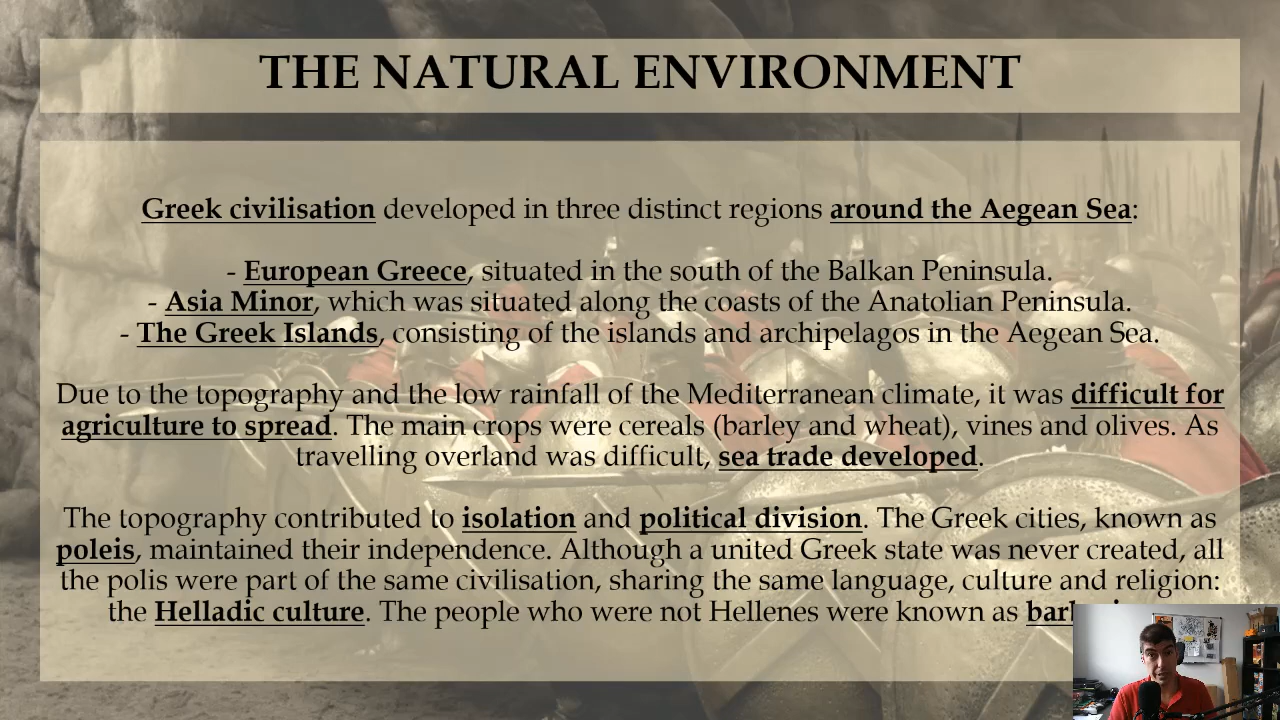 THE NATURAL ENVIRONMENT
Greek civilisation developed in three distinct regions around the Aegean Sea:
- European Greece, situated in the south of the Balkan Peninsula.
- Asia Minor, which was situated along the coasts of the Anatolian Peninsula.
- The Greek Islands, consisting of the islands and archipelagos in the Aegean Sea.
Due to the topography and the low rainfall of the Mediterranean climate, it was difficult for
agriculture to spread. The main crops were cereals (barley and wheat), vines and olives. As
travelling overland was difficult, sea trade developed.
The topography contributed to isolation and political division. The Greek cities, known as
poleis, maintained their independence. Although a united Greek state was never created, all
the polis were part of the same civilisation, sharing the same language, culture and religion:
the Helladic culture. The people who were not Hellenes were known as